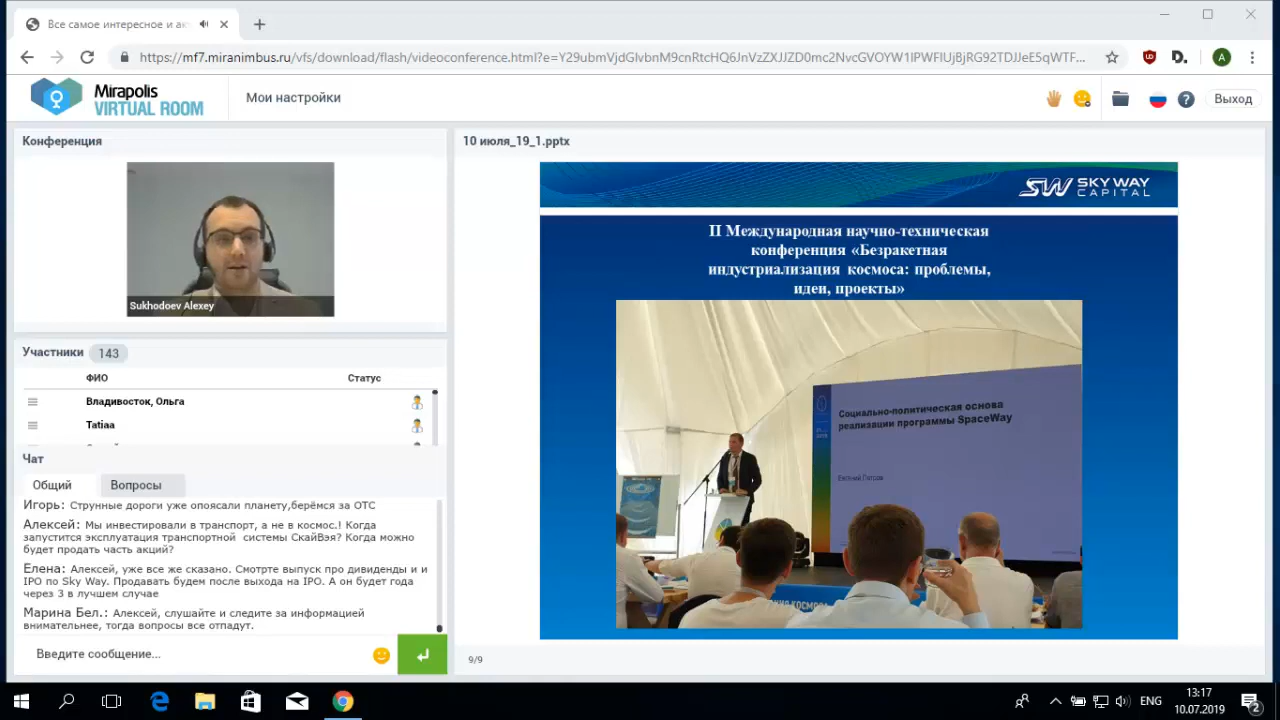 Все самое интересное и ак
https://mf7.miranimbus.ru/vfs/download/flash/videoconference.html?e=Y29ubmVjdGlvbnM9cnRtcHQ6JnVzZXJJZD0mc2NvcGVOYW1lPWFlUjBjRG92TDJJeE5qWTF...
A
Mirapolis
VIRTUAL ROOM
Мои настройки
Выход
Конференция
Sukhodoev Alexey
10 июля_19_1.pptx
SW SKY WAY
CAPITAL
II Международная научно-техническая
конференция «Безракетная
индустриализация космоса: проблемы,
идеи, проекты»
Социально-политическая основа
реализации программы SpaceWay
9/9
Участники 143
ФИО Статус
Владивосток, Ольга
Tatiaa
Чат
Общий Вопросы
Игорь: Струнные дороги уже опоясали планету,берёмся за ОТС
Алексей: Мы инвестировали в транспорт, а не в космос.! Когда
запустится эксплуатация транспортной системы СкайВэя? Когда можно
будет продать часть акций?
Елена: Алексей, уже все же сказано. Смотрте выпуск про дивиденды и и
IPO по Sky Way. Продавать будем после выхода на IPO. А он будет года
через 3 в лучшем случае
Марина Бел.: Алексей, слушайте и следите за информацией
внимательнее, тогда вопросы все отпадут.
Введите сообщение...
ENG
13:17
10.07.2019
2